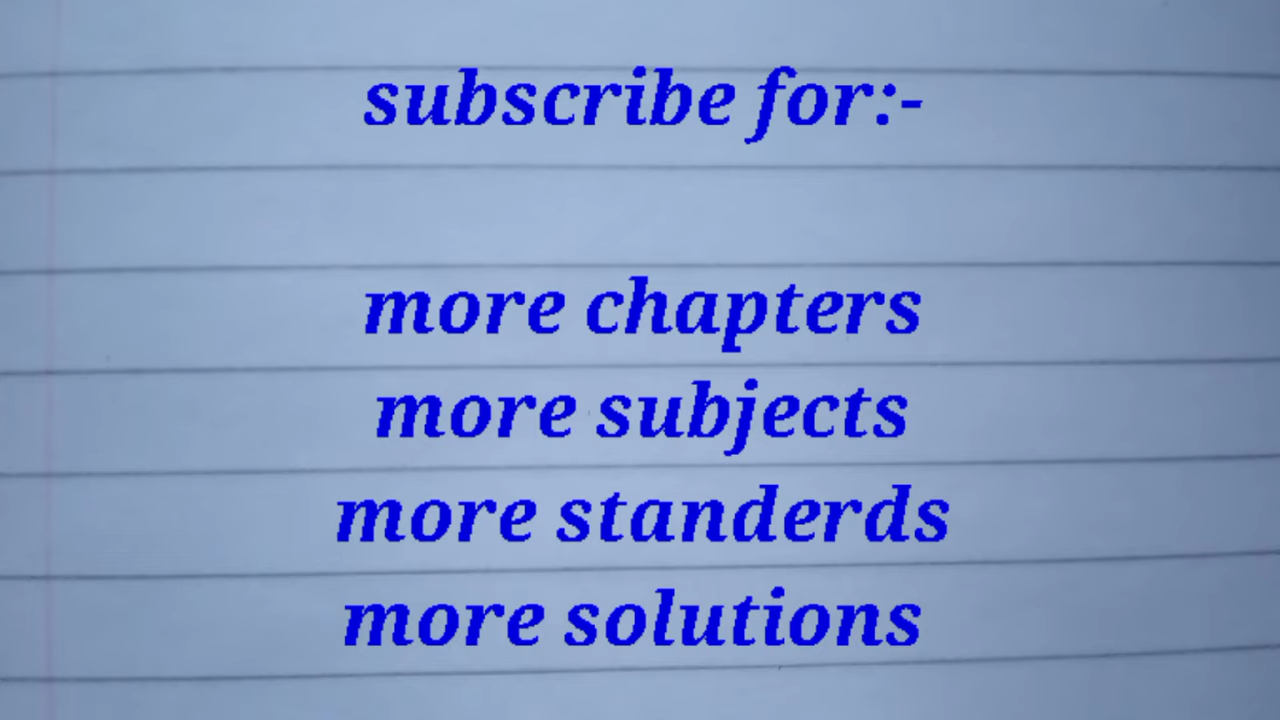 subscribe for:-
more chapters
more subjects
more standerds
more solutions